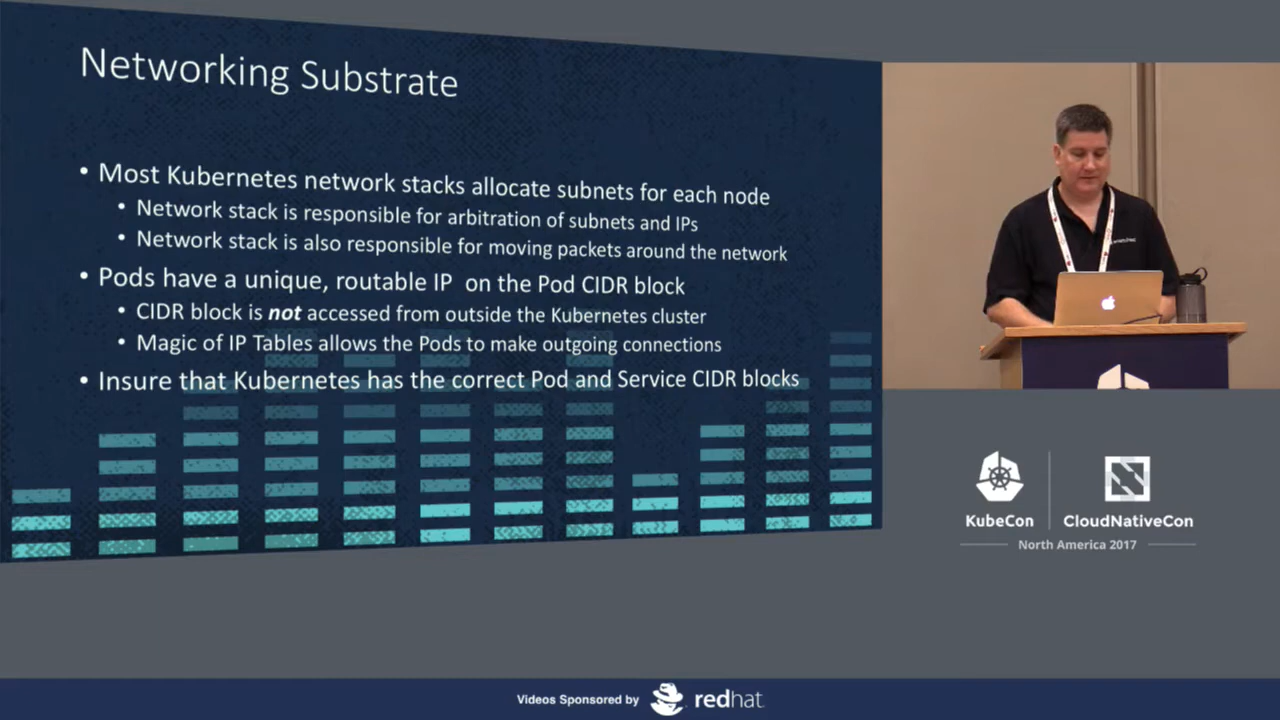 Networking Substrate
• Most Kubernetes network stacks allocate subnets for each node
• Network stack is responsible for arbitration of subnets and IPs
• Network stack is also responsible for moving packets around the network
• Pods have a unique, routable IP on the Pod CIDR block
• CIDR block is not accessed from outside the Kubernetes cluster
• Magic of IP Tables allows the Pods to make outgoing connections
• Insure that Kubernetes has the correct Pod and Service CIDR blocks
KubeCon
CloudNativeCon
North America 2017
Videos Sponsored by
redhat